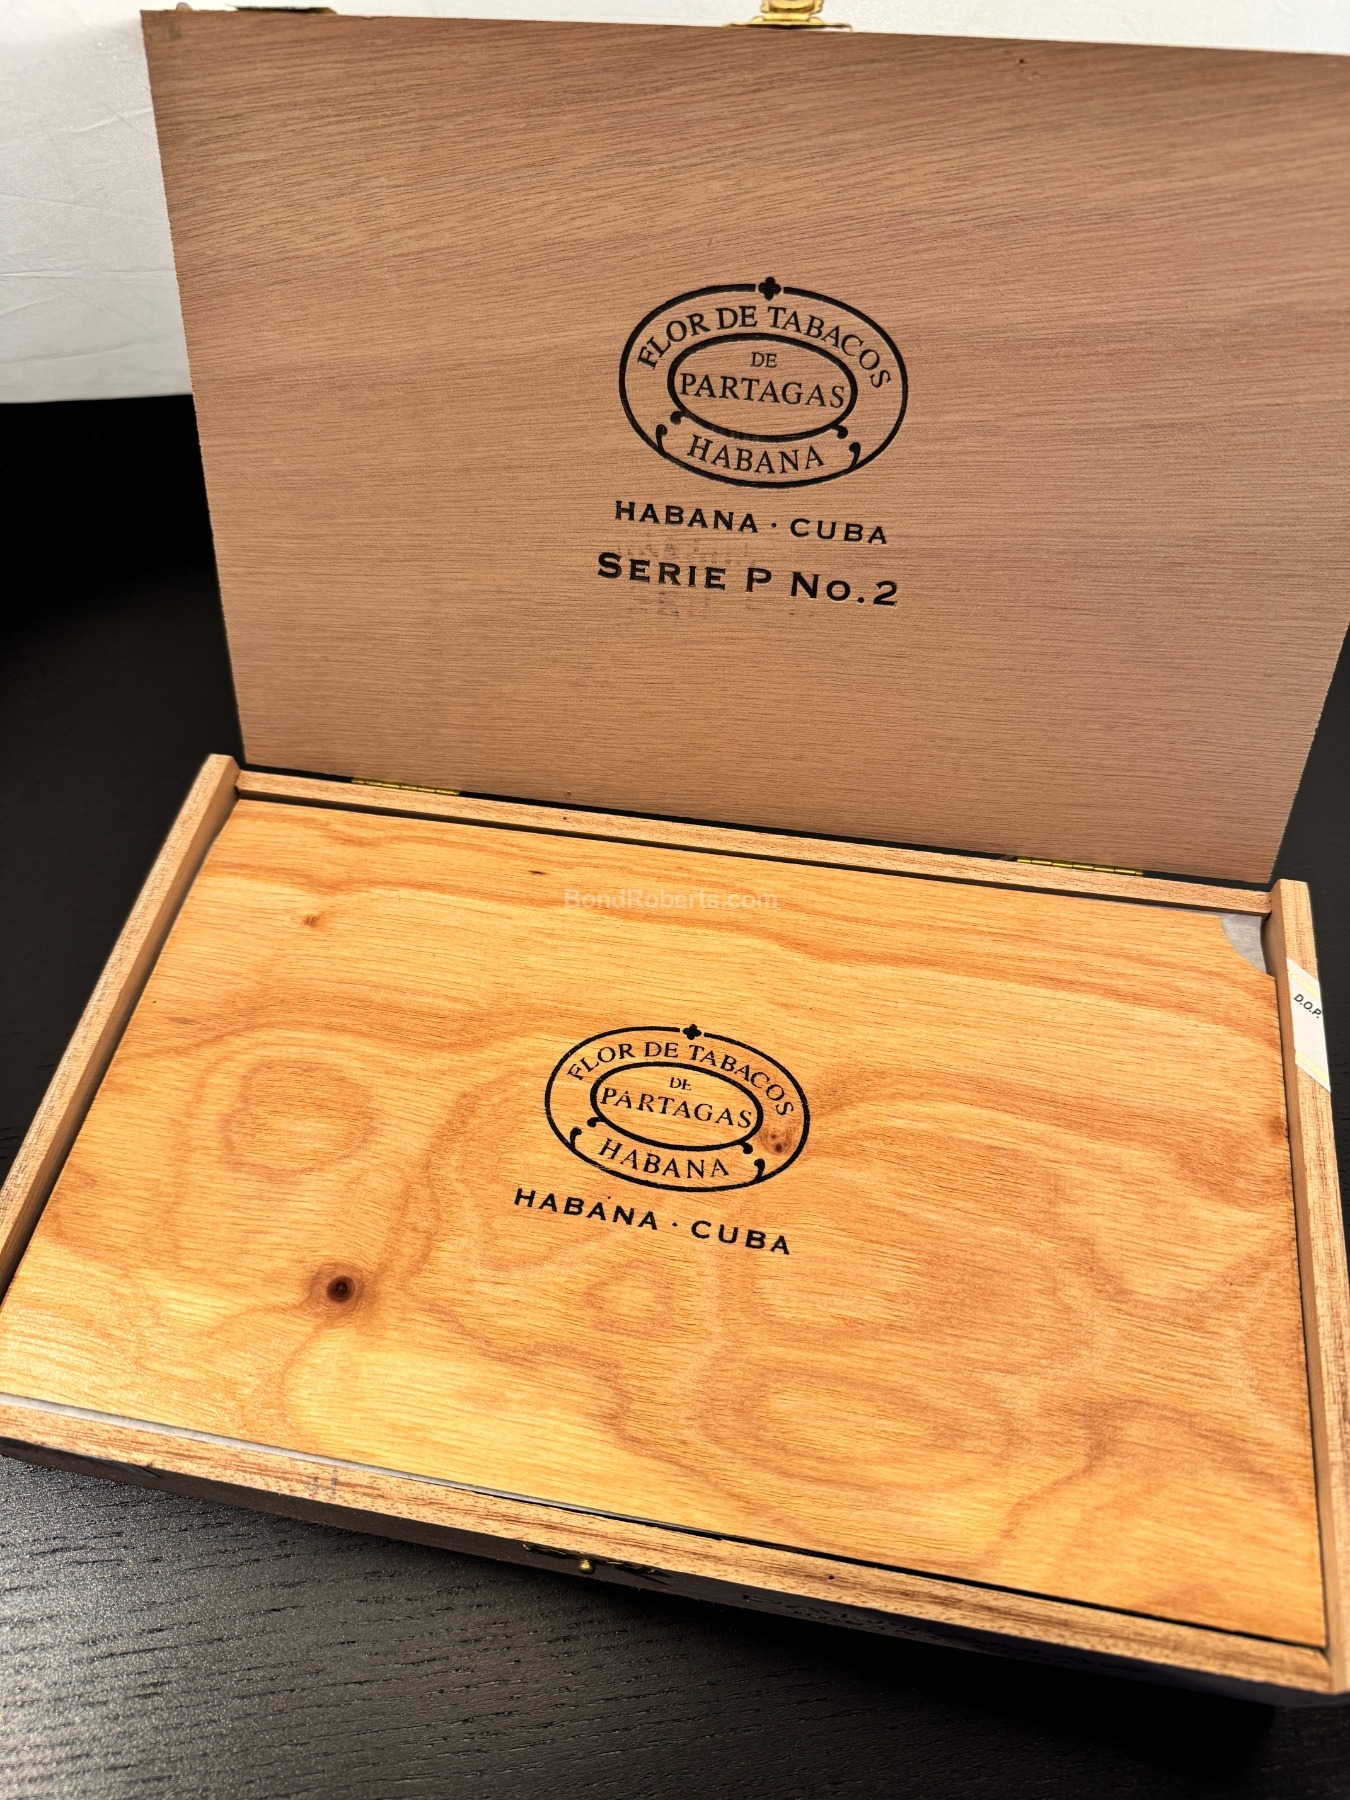 FLOR DE TABACOS
DE
PARTAGAS
HABANA
HABANA · CUBA
SERIE P No.2
BondRoberts.com
D.O.P.
FLOR DE TABACOS
DE
PARTAGAS
HABANA
HABANA · CUBA